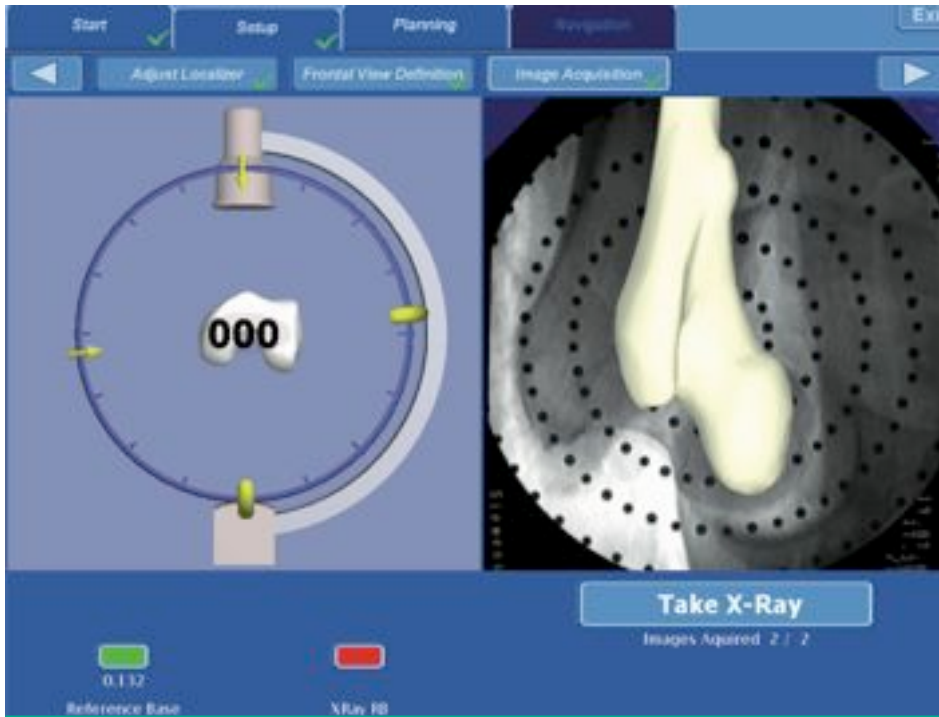 Start
Setup
Planning
Navigation
Exi
Adjust Localizer
Frontal View Definition
Image Acquisition
000
Take X-Ray
Images Aquired 2 / 2
0.132
Reference Base
XRay RB